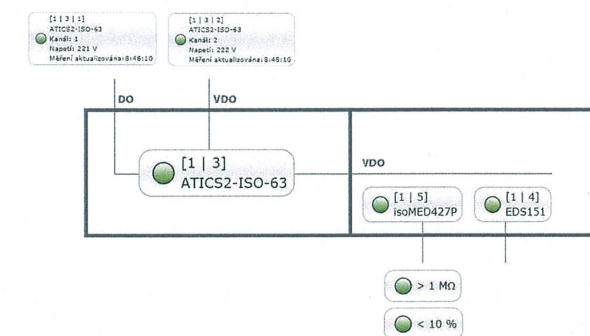 [1 | 3 | 1]
ATICS2-ISO-63
Kanál: 1
Napětí: 221 V
Měření aktualizována: 8:46:10
[1 | 3 | 2]
ATICS2-ISO-63
Kanál: 2
Napětí: 222 V
Měření aktualizována: 8:46:10
DO
VDO
[1 | 3]
ATICS2-ISO-63
VDO
[1 | 5]
isoMED427P
[1 | 4]
EDS151
> 1 MΩ
< 10 %